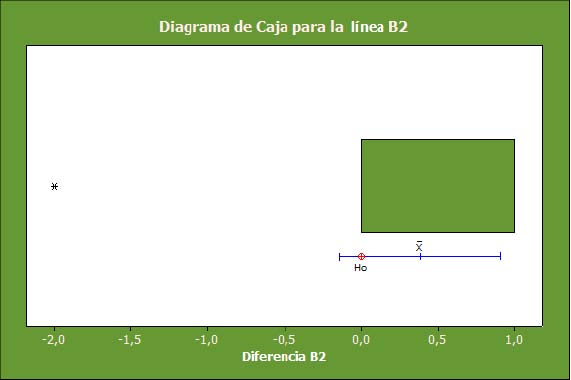 Diagrama de Caja para la línea B2
X̄
Ho
-2,0 -1,5 -1,0 -0,5 0,0 0,5 1,0
Diferencia B2